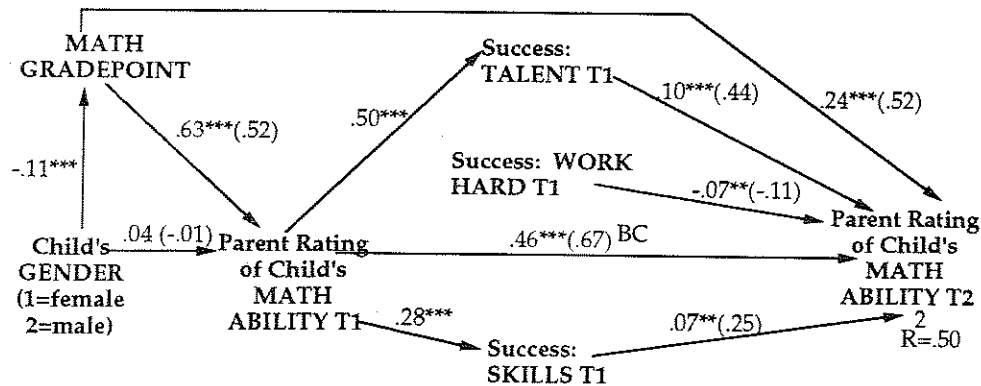 MATH
GRADEPOINT
Success:
TALENT T1
.10***(.44)
.24***(.52)
.63***(.52)
.50***
-.11***
Success: WORK
HARD T1
-.07**(-.11)
Child's
GENDER
(1=female
2=male)
.04 (-.01)
Parent Rating
of Child's
MATH
ABILITY T1
.46***(.67) BC
Parent Rating
of Child's
MATH
ABILITY T2
2
R=.50
.28***
.07**(.25)
Success:
SKILLS T1